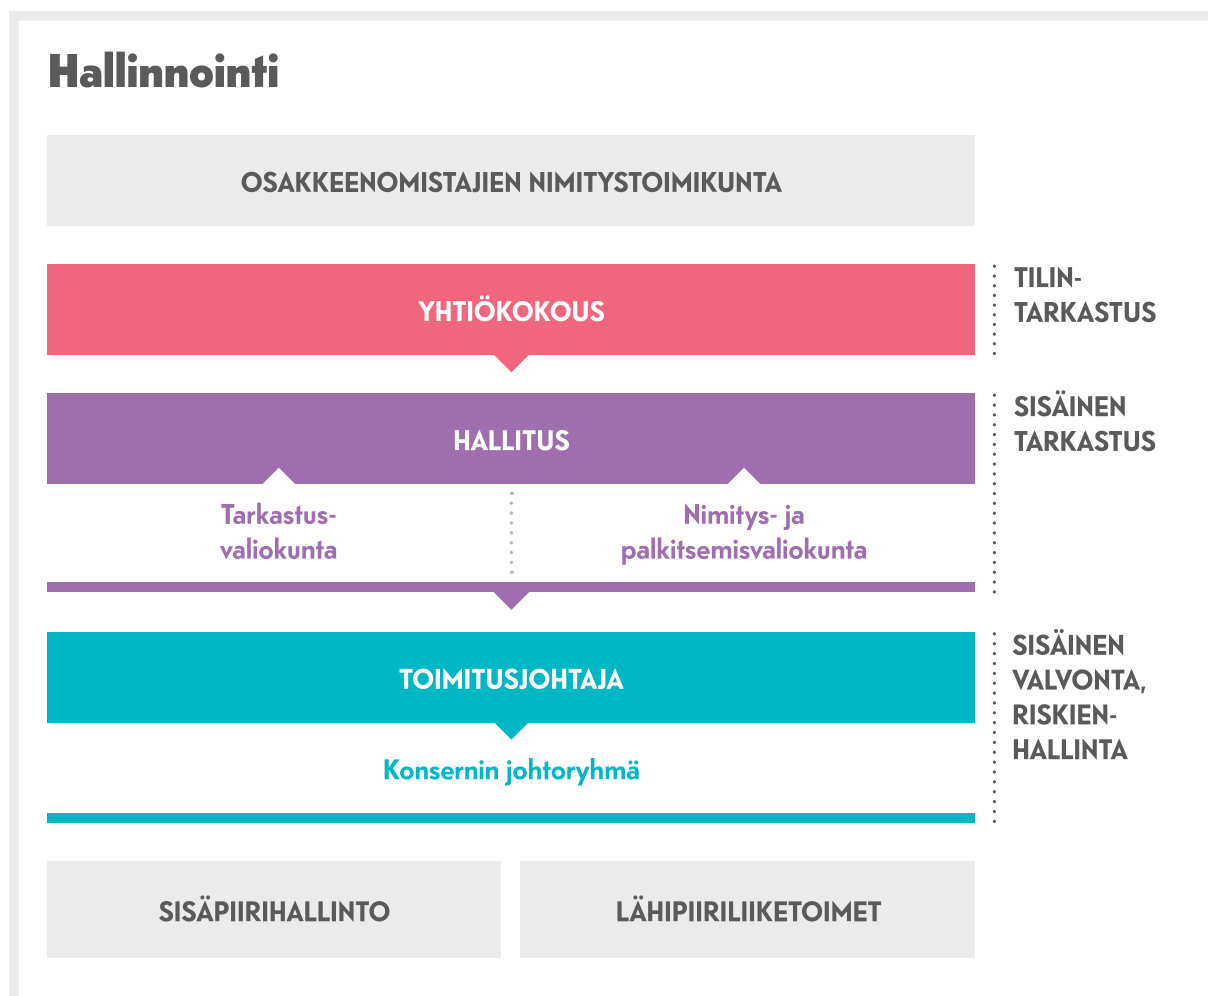 Hallinnointi
OSAKKEENOMISTAJIEN NIMITYSTOIMIKUNTA
YHTIÖKOKOUS
TILIN-
TARKASTUS
HALLITUS
SISÄINEN
TARKASTUS
Tarkastus-
valiokunta
Nimitys- ja
palkitsemisvaliokunta
TOIMITUSJOHTAJA
Konsernin johtoryhmä
SISÄINEN
VALVONTA,
RISKIEN-
HALLINTA
SISÄPIIRIHALLINTO
LÄHIPIIRILIIKETOIMET